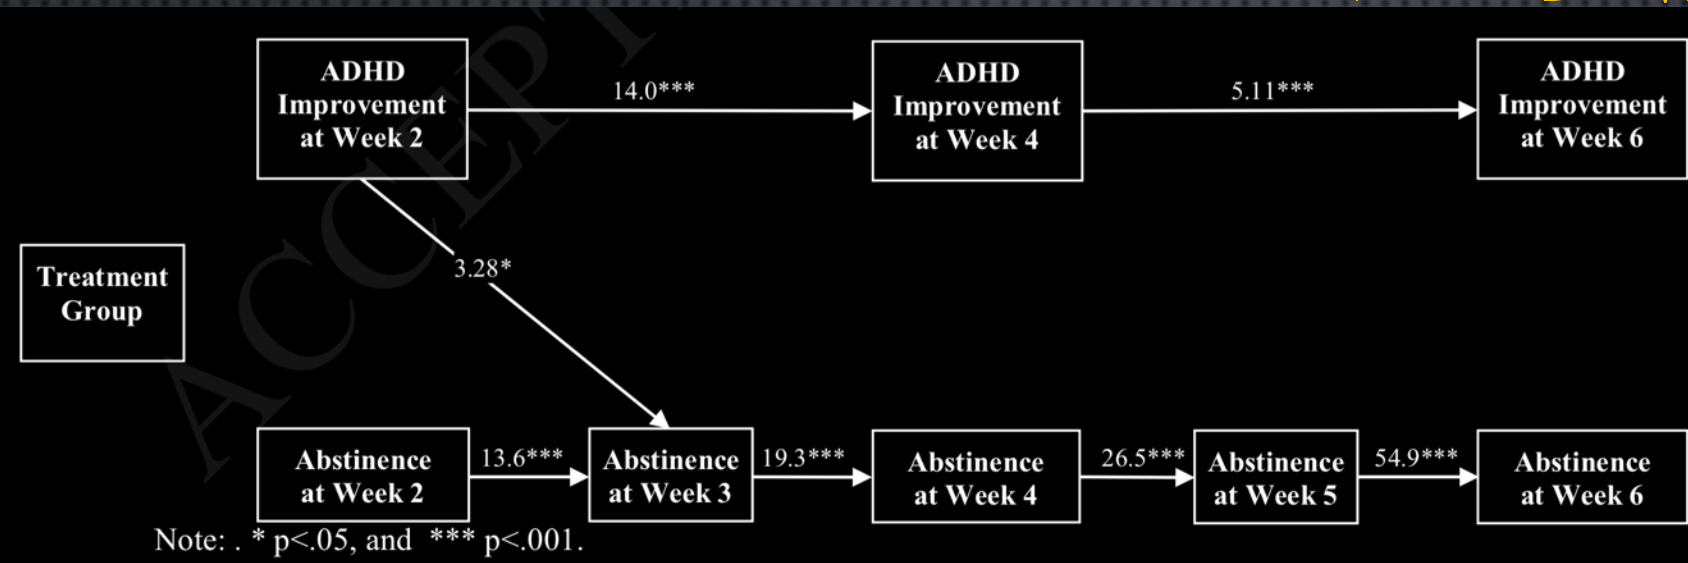 ADHD
Improvement
at Week 2
14.0***
ADHD
Improvement
at Week 4
5.11***
ADHD
Improvement
at Week 6
3.28*
Treatment
Group
Abstinence
at Week 2
13.6***
Abstinence
at Week 3
19.3***
Abstinence
at Week 4
26.5***
Abstinence
at Week 5
54.9***
Abstinence
at Week 6
Note: . * p<.05, and *** p<.001.
ACCEPT